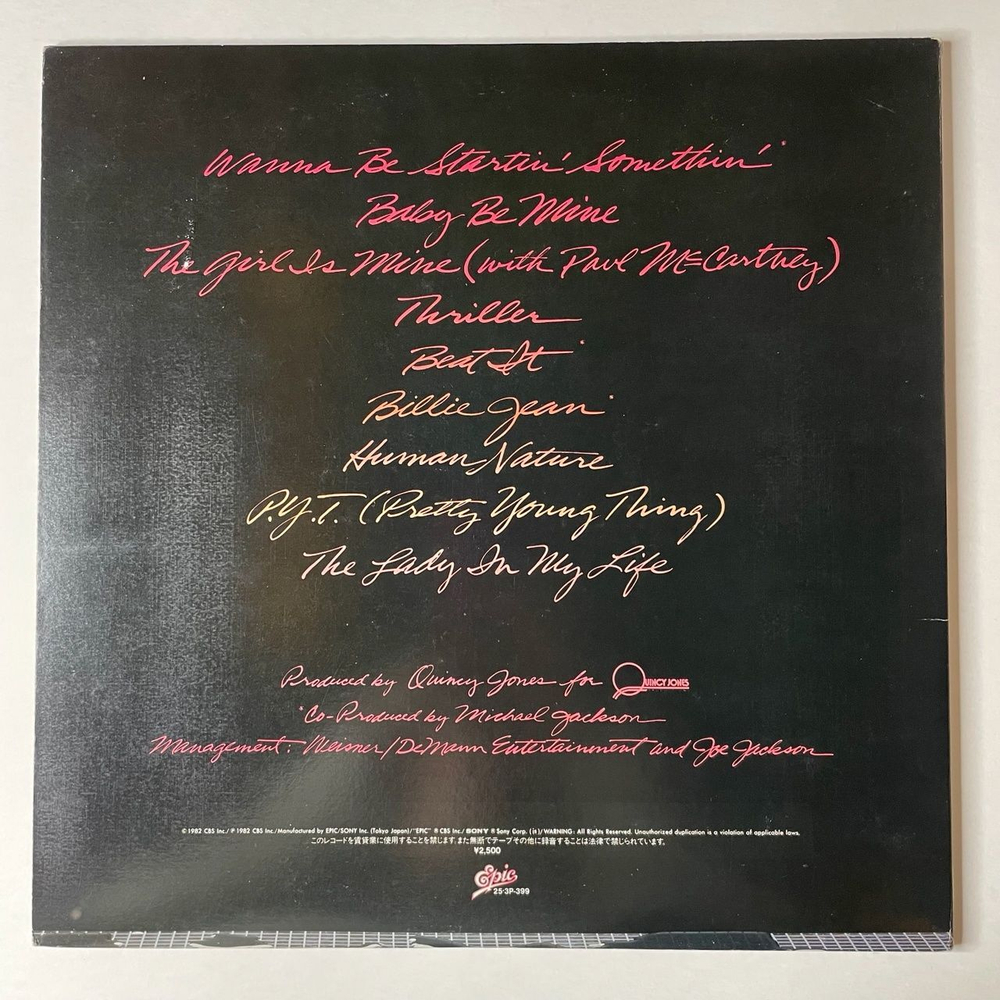 Wanna Be Startin' Somethin'*
Baby Be Mine
The Girl Is Mine (with Paul McCartney)
Thriller
Beat It*
Billie Jean*
Human Nature
P.Y.T. (Pretty Young Thing)
The Lady In My Life
Produced by Quincy Jones for QUINCY JONES
*Co-Produced by Michael Jackson
Management: Weisner/DeMann Entertainment and Joe Jackson
© 1982 CBS Inc./℗ 1982 CBS Inc./Manufactured by EPIC/SONY Inc. (Tokyo Japan)/"EPIC" ® CBS Inc./SONY ® Sony Corp. (it)/WARNING: All Rights Reserved. Unauthorized duplication is a violation of applicable laws.
このレコードを賃貸業に使用することを禁じます。また無断でテープその他に録音することは法律で禁じられています。
¥2,500
Epic
25·3P-399